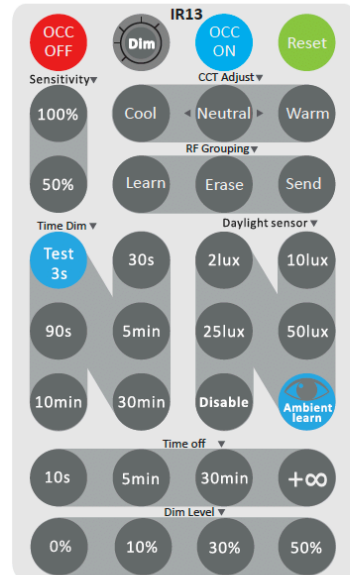 IR13
OCC
OFF
DIm
OCC
ON
Reset
Sensitivity▼
CCT Adjust▼
100%
Cool
◄ Neutral ►
Warm
RF Grouping▼
50%
Learn
Erase
Send
Time Dim ▼
Daylight sensor ▼
Test
3s
30s
2lux
10lux
90s
5min
25lux
50lux
10min
30min
Disable
Ambient
learn
Time off ▼
10s
5min
30min
+∞
Dim Level▼
0%
10%
30%
50%